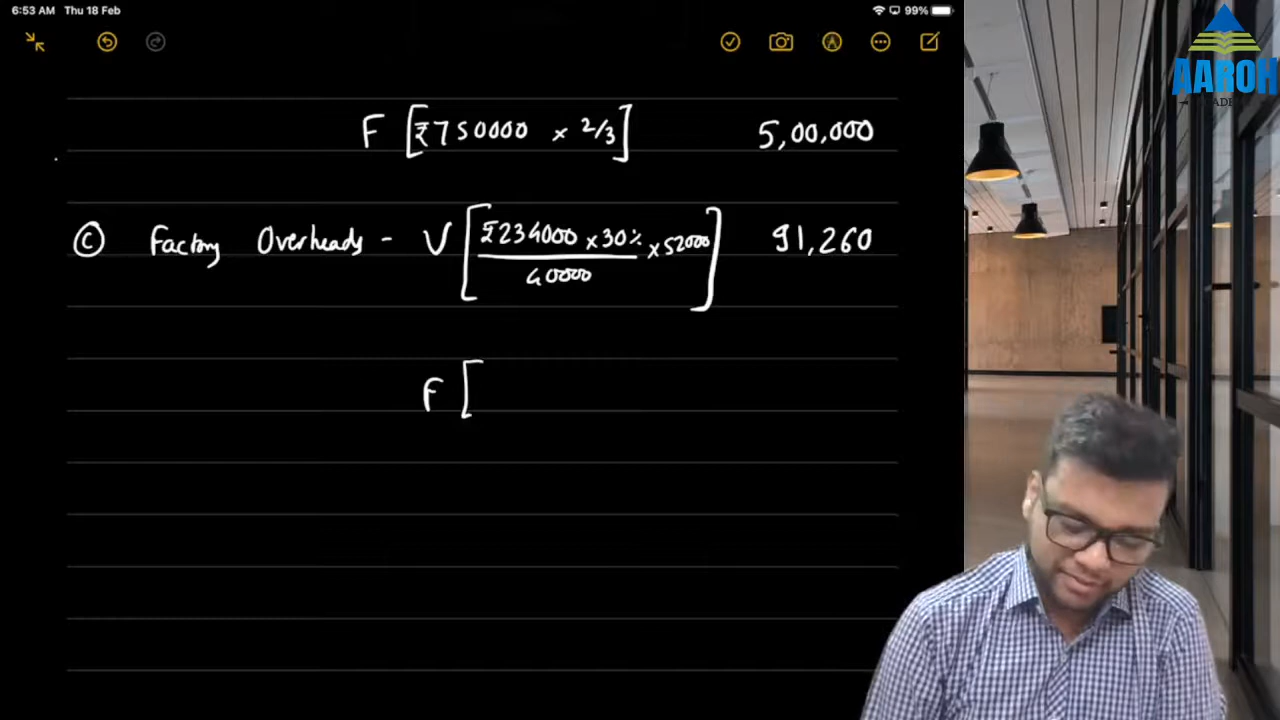 6:53 AM Thu 18 Feb 99%
AAROH
F [₹750000 × 2/3] 5,00,000
© Factory Overheads - V [₹234000 × 30% × 52000] 91,260
40000
F [